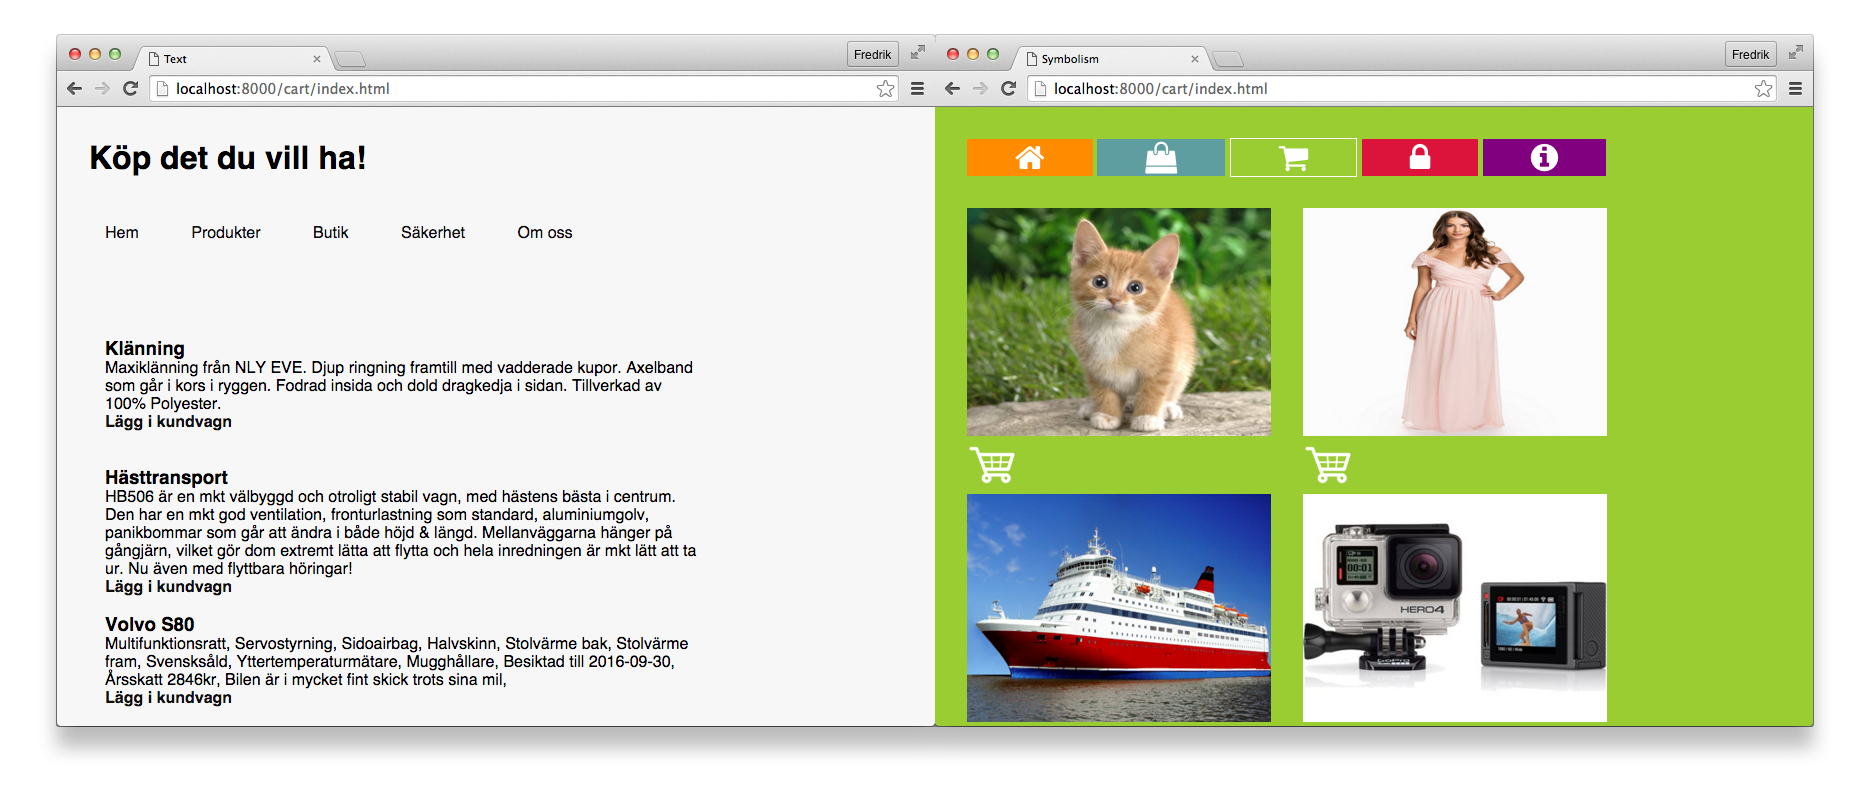 Text
Fredrik
localhost:8000/cart/index.html
Köp det du vill ha!
Hem Produkter Butik Säkerhet Om oss
Klänning
Maxiklänning från NLY EVE. Djup ringning framtill med vadderade kupor. Axelband
som går i kors i ryggen. Fodrad insida och dold dragkedja i sidan. Tillverkad av
100% Polyester.
Lägg i kundvagn
Hästtransport
HB506 är en mkt välbyggd och otroligt stabil vagn, med hästens bästa i centrum.
Den har en mkt god ventilation, fronturlastning som standard, aluminiumgolv,
panikbommar som går att ändra i både höjd & längd. Mellanväggarna hänger på
gångjärn, vilket gör dom extremt lätta att flytta och hela inredningen är mkt lätt att ta
ur. Nu även med flyttbara höringar!
Lägg i kundvagn
Volvo S80
Multifunktionsratt, Servostyrning, Sidoairbag, Halvskinn, Stolvärme bak, Stolvärme
fram, Svensksåld, Yttertemperaturmätare, Mugghållare, Besiktad till 2016-09-30,
Årsskatt 2846kr, Bilen är i mycket fint skick trots sina mil,
Lägg i kundvagn
Symbolism
Fredrik
localhost:8000/cart/index.html
00:01
HERO4
GoPro